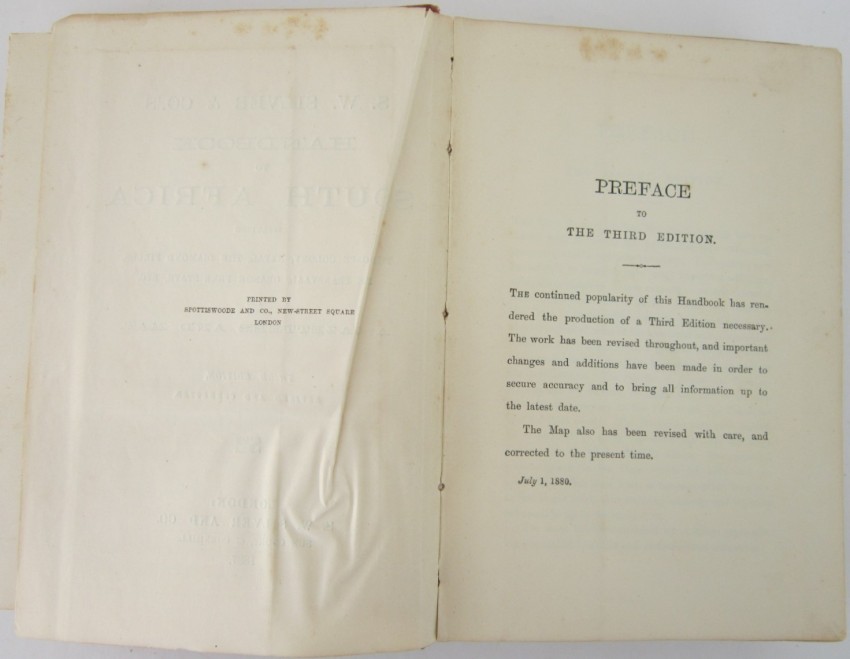 PRINTED BY
SPOTTISWOODE AND CO., NEW-STREET SQUARE
LONDON
PREFACE
TO
THE THIRD EDITION.
THE continued popularity of this Handbook has ren-
dered the production of a Third Edition necessary.
The work has been revised throughout, and important
changes and additions have been made in order to
secure accuracy and to bring all information up to
the latest date.
The Map also has been revised with care, and
corrected to the present time.
July 1, 1880.